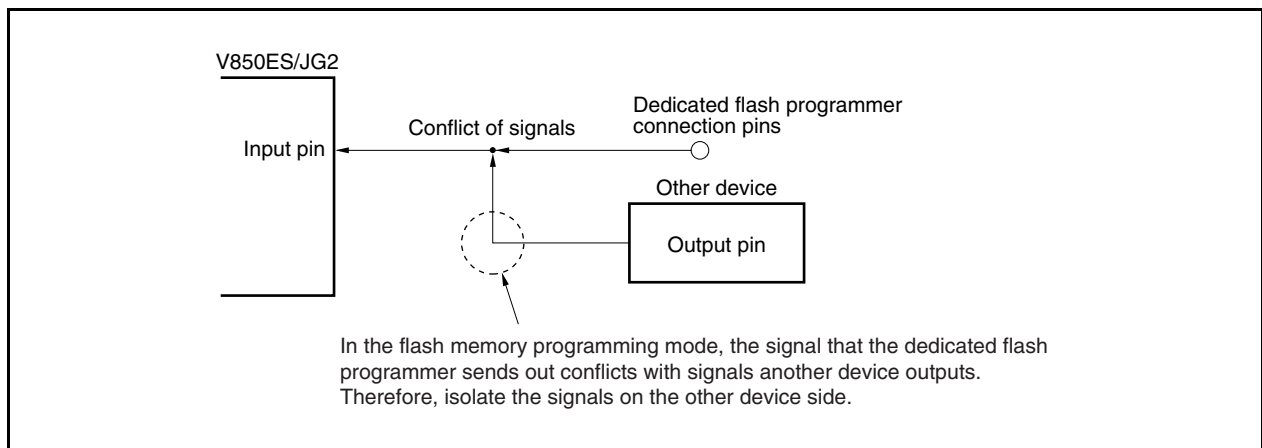 V850ES/JG2
Dedicated flash programmer
connection pins
Conflict of signals
Input pin
Other device
Output pin
In the flash memory programming mode, the signal that the dedicated flash
programmer sends out conflicts with signals another device outputs.
Therefore, isolate the signals on the other device side.